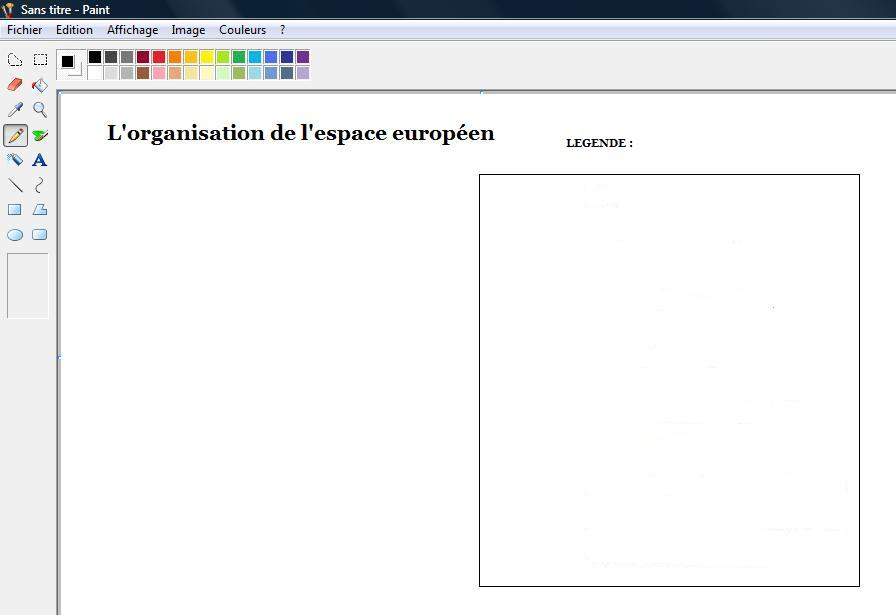 Sans titre - Paint
Fichier Edition Affichage Image Couleurs ?
L'organisation de l'espace européen
LEGENDE :